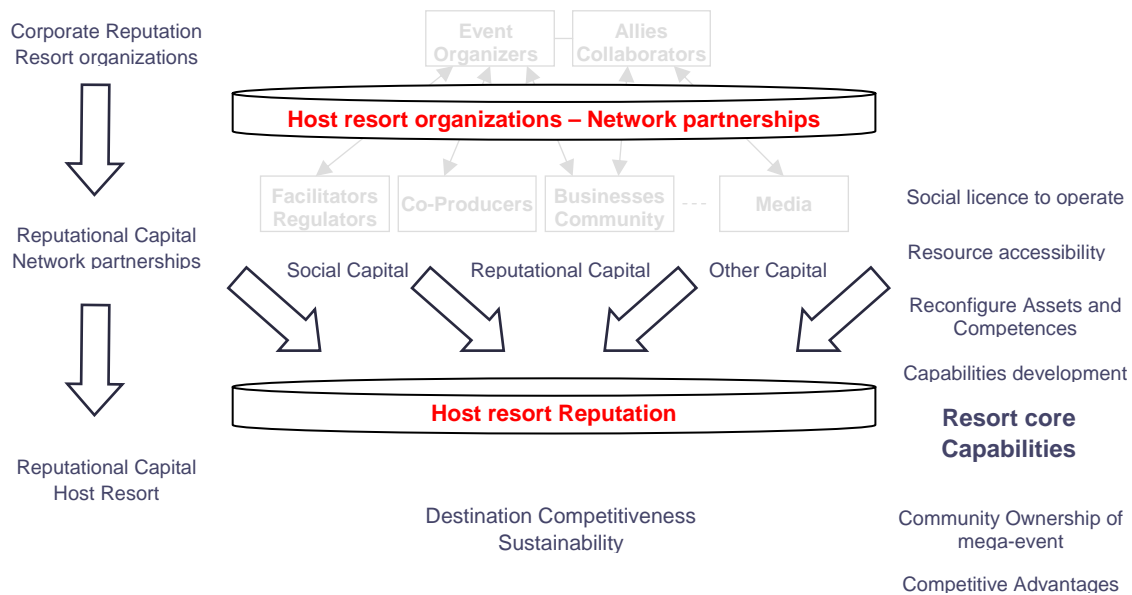 Corporate Reputation
Resort organizations
Event
Organizers
Allies
Collaborators
Host resort organizations – Network partnerships
Facilitators
Regulators
Co-Producers
Businesses
Community
---
Media
Social licence to operate
Reputational Capital
Network partnerships
Resource accessibility
Social Capital
Reputational Capital
Other Capital
Reconfigure Assets and
Competences
Capabilities development
Host resort Reputation
Resort core
Capabilities
Reputational Capital
Host Resort
Destination Competitiveness
Sustainability
Community Ownership of
mega-event
Competitive Advantages